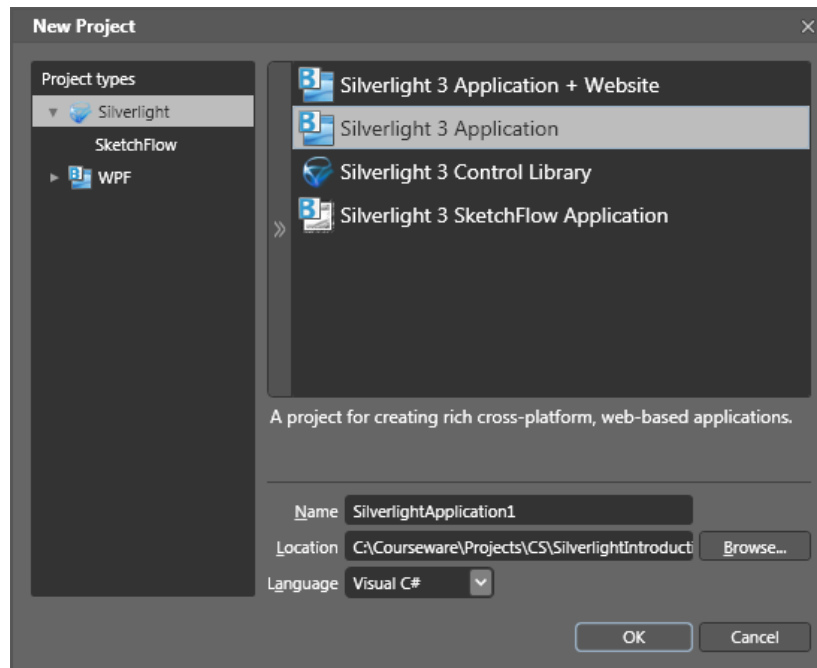 New Project
Project types
Silverlight
SketchFlow
WPF
Silverlight 3 Application + Website
Silverlight 3 Application
Silverlight 3 Control Library
Silverlight 3 SketchFlow Application
A project for creating rich cross-platform, web-based applications.
Name SilverlightApplication1
Location C:\Courseware\Projects\CS\SilverlightIntroducti Browse...
Language Visual C#
OK Cancel